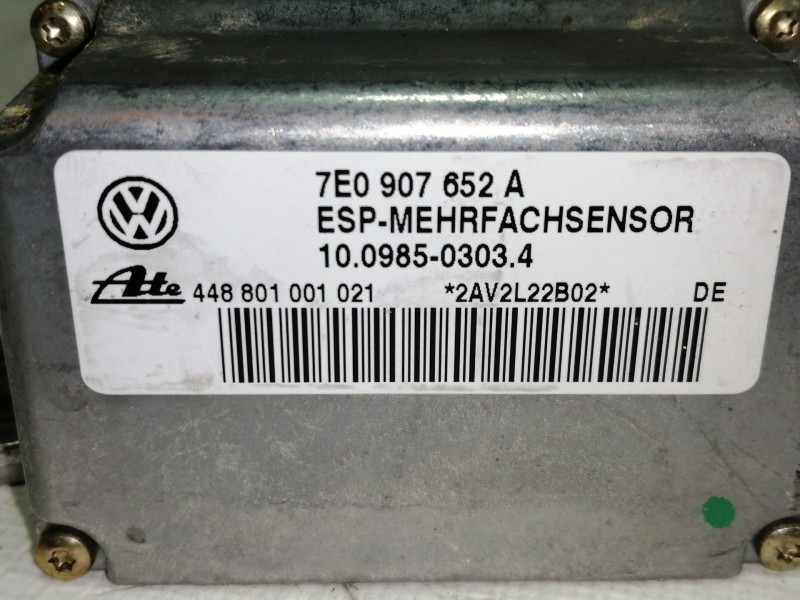 7E0 907 652 A
ESP-MEHRFACHSENSOR
10.0985-0303.4
Ate 448 801 001 021 *2AV2L22B02* DE